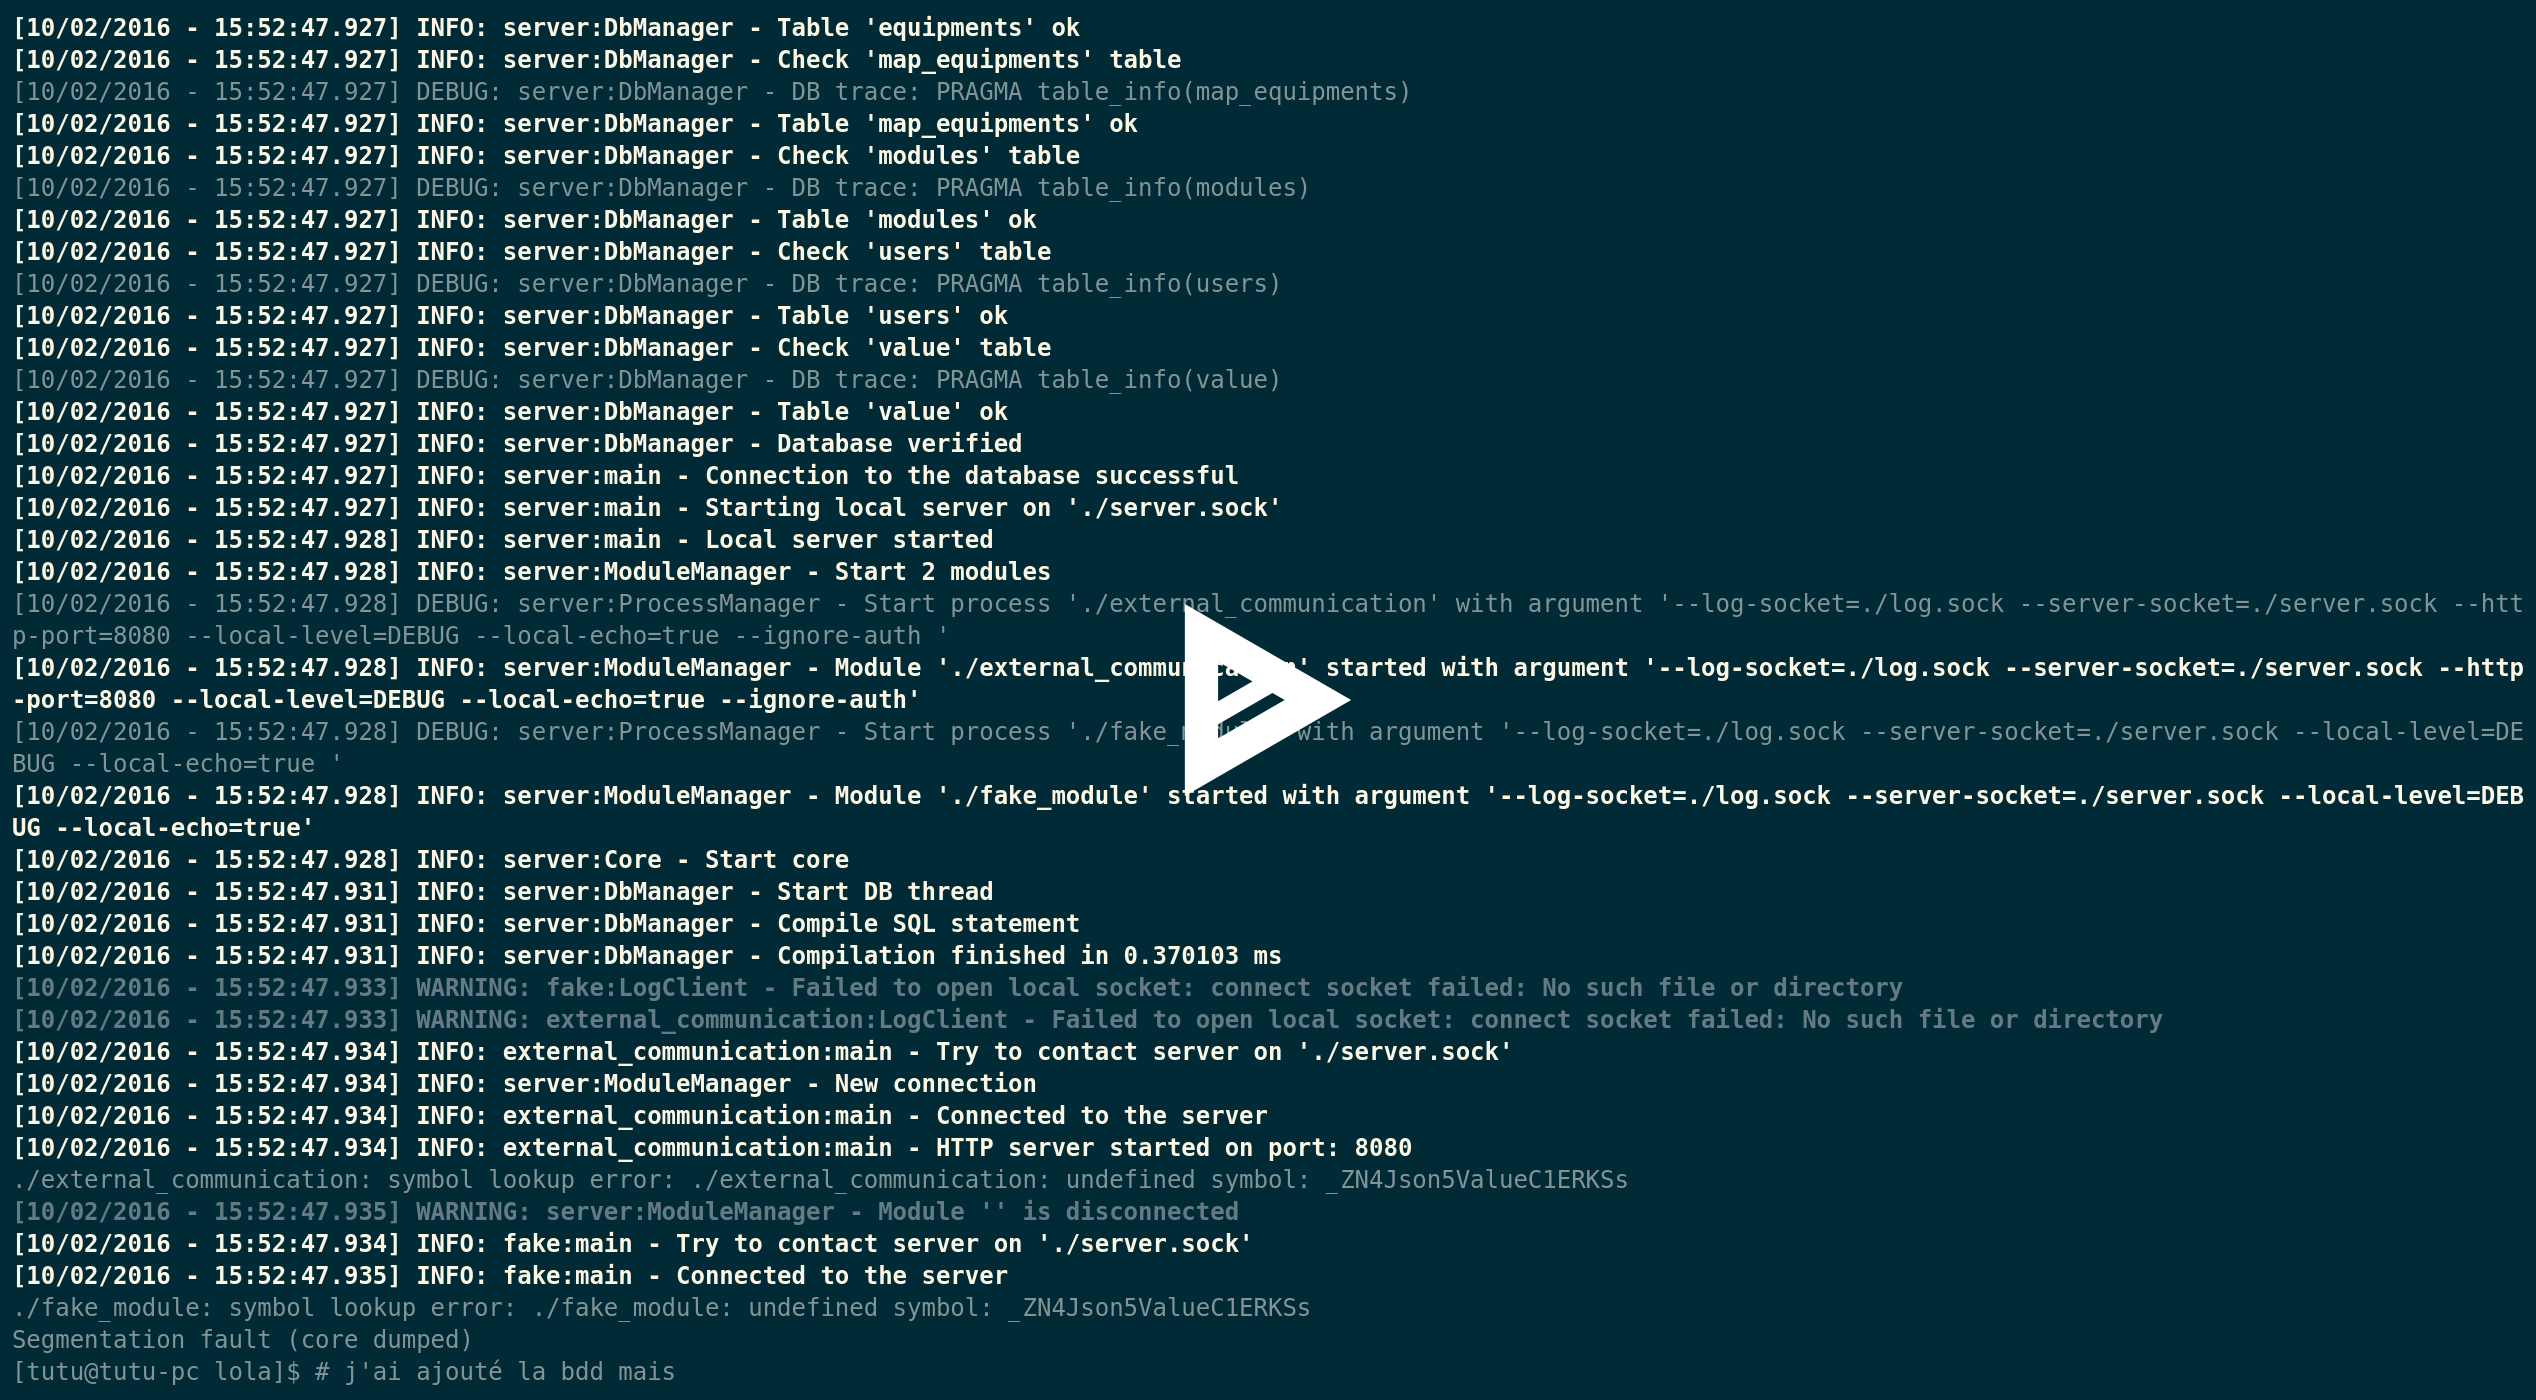 [10/02/2016 - 15:52:47.927] INFO: server:DbManager - Table 'equipments' ok
[10/02/2016 - 15:52:47.927] INFO: server:DbManager - Check 'map_equipments' table
[10/02/2016 - 15:52:47.927] DEBUG: server:DbManager - DB trace: PRAGMA table_info(map_equipments)
[10/02/2016 - 15:52:47.927] INFO: server:DbManager - Table 'map_equipments' ok
[10/02/2016 - 15:52:47.927] INFO: server:DbManager - Check 'modules' table
[10/02/2016 - 15:52:47.927] DEBUG: server:DbManager - DB trace: PRAGMA table_info(modules)
[10/02/2016 - 15:52:47.927] INFO: server:DbManager - Table 'modules' ok
[10/02/2016 - 15:52:47.927] INFO: server:DbManager - Check 'users' table
[10/02/2016 - 15:52:47.927] DEBUG: server:DbManager - DB trace: PRAGMA table_info(users)
[10/02/2016 - 15:52:47.927] INFO: server:DbManager - Table 'users' ok
[10/02/2016 - 15:52:47.927] INFO: server:DbManager - Check 'value' table
[10/02/2016 - 15:52:47.927] DEBUG: server:DbManager - DB trace: PRAGMA table_info(value)
[10/02/2016 - 15:52:47.927] INFO: server:DbManager - Table 'value' ok
[10/02/2016 - 15:52:47.927] INFO: server:DbManager - Database verified
[10/02/2016 - 15:52:47.927] INFO: server:main - Connection to the database successful
[10/02/2016 - 15:52:47.927] INFO: server:main - Starting local server on './server.sock'
[10/02/2016 - 15:52:47.928] INFO: server:main - Local server started
[10/02/2016 - 15:52:47.928] INFO: server:ModuleManager - Start 2 modules
[10/02/2016 - 15:52:47.928] DEBUG: server:ProcessManager - Start process './external_communication' with argument '--log-socket=./log.sock --server-socket=./server.sock --htt
p-port=8080 --local-level=DEBUG --local-echo=true --ignore-auth '
[10/02/2016 - 15:52:47.928] INFO: server:ModuleManager - Module started with argument '--log-socket=./log.sock --server-socket=./server.sock --http
-port=8080 --local-level=DEBUG --local-echo=true --ignore-auth'
[10/02/2016 - 15:52:47.928] DEBUG: server:ProcessManager - Start process with argument '--log-socket=./log.sock --server-socket=./server.sock --local-level=DE
BUG --local-echo=true '
[10/02/2016 - 15:52:47.928] INFO: server:ModuleManager - Module './fake_module' started with argument '--log-socket=./log.sock --server-socket=./server.sock --local-level=DEB
UG --local-echo=true'
[10/02/2016 - 15:52:47.928] INFO: server:Core - Start core
[10/02/2016 - 15:52:47.931] INFO: server:DbManager - Start DB thread
[10/02/2016 - 15:52:47.931] INFO: server:DbManager - Compile SQL statement
[10/02/2016 - 15:52:47.931] INFO: server:DbManager - Compilation finished in 0.370103 ms
[10/02/2016 - 15:52:47.933] WARNING: fake:LogClient - Failed to open local socket: connect socket failed: No such file or directory
[10/02/2016 - 15:52:47.933] WARNING: external_communication:LogClient - Failed to open local socket: connect socket failed: No such file or directory
[10/02/2016 - 15:52:47.934] INFO: external_communication:main - Try to contact server on './server.sock'
[10/02/2016 - 15:52:47.934] INFO: server:ModuleManager - New connection
[10/02/2016 - 15:52:47.934] INFO: external_communication:main - Connected to the server
[10/02/2016 - 15:52:47.934] INFO: external_communication:main - HTTP server started on port: 8080
./external_communication: symbol lookup error: ./external_communication: undefined symbol: _ZN4Json5ValueC1ERKSs
[10/02/2016 - 15:52:47.935] WARNING: server:ModuleManager - Module '' is disconnected
[10/02/2016 - 15:52:47.934] INFO: fake:main - Try to contact server on './server.sock'
[10/02/2016 - 15:52:47.935] INFO: fake:main - Connected to the server
./fake_module: symbol lookup error: ./fake_module: undefined symbol: _ZN4Json5ValueC1ERKSs
Segmentation fault (core dumped)
[tutu@tutu-pc lola]$ # j'ai ajouté la bdd mais